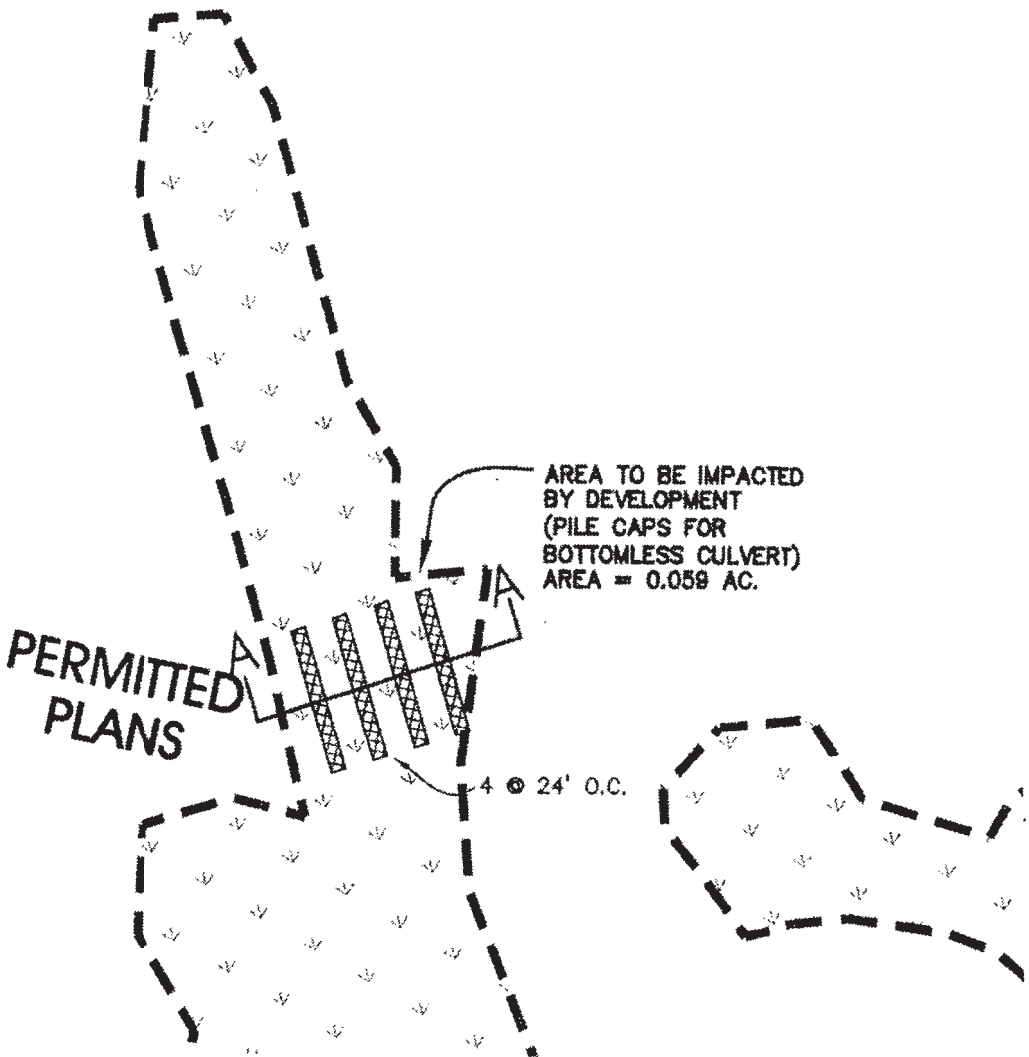 AREA TO BE IMPACTED
BY DEVELOPMENT
(PILE CAPS FOR
BOTTOMLESS CULVERT)
AREA = 0.059 AC.
A
A
PERMITTED
PLANS
4 @ 24' O.C.